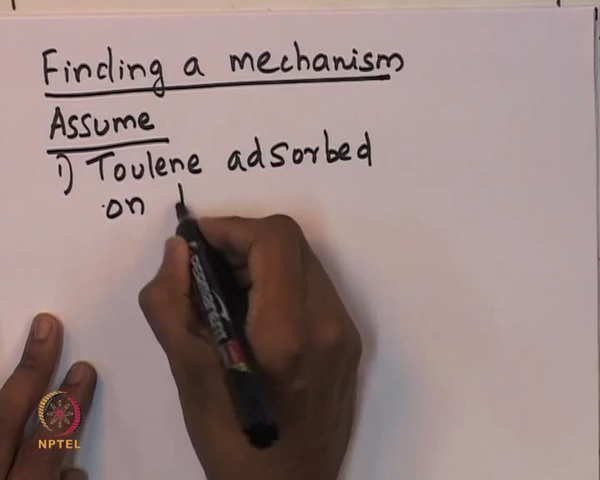 Finding a mechanism
Assume
1) Toulene adsorbed
on
NPTEL